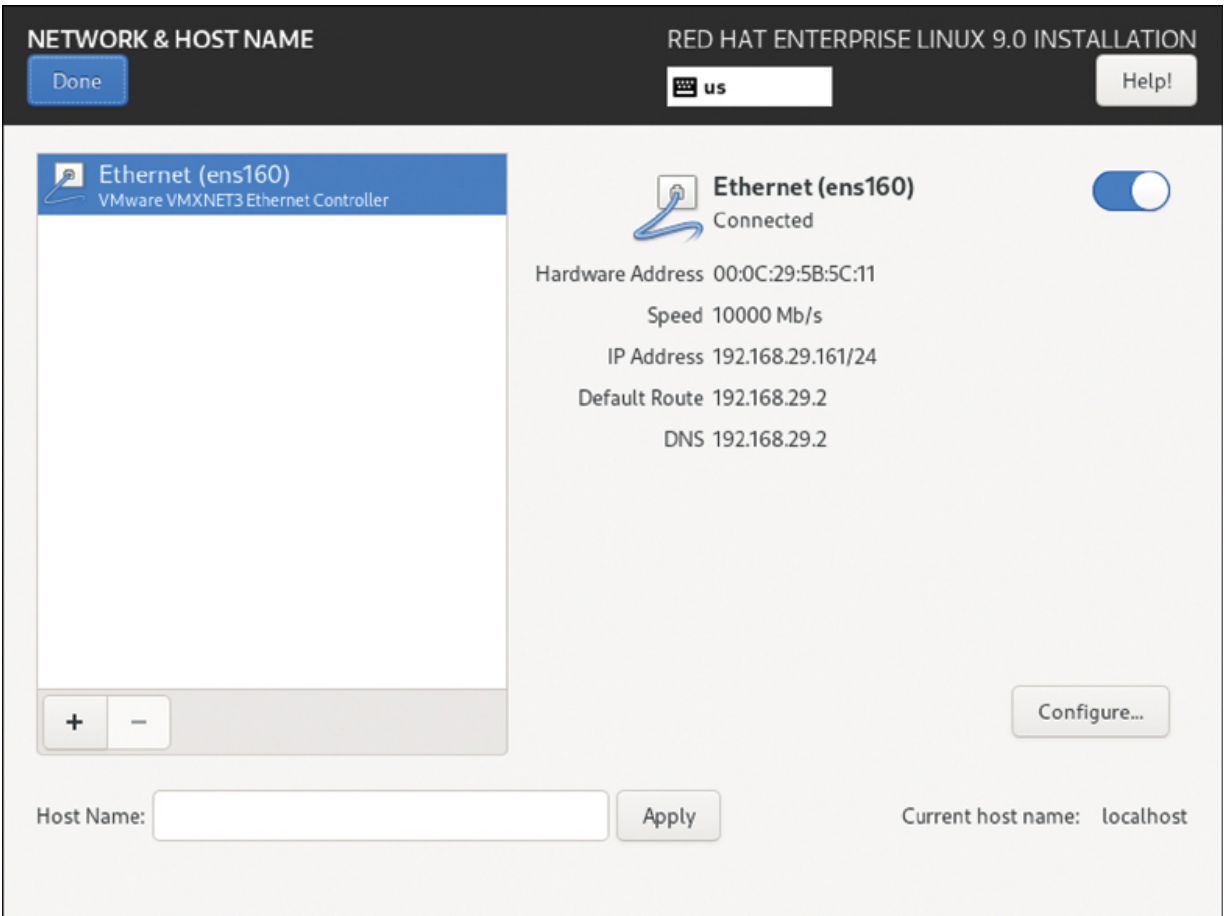 NETWORK & HOST NAME
RED HAT ENTERPRISE LINUX 9.0 INSTALLATION
Done
us
Help!
Ethernet (ens160)
VMware VMXNET3 Ethernet Controller
Ethernet (ens160)
Connected
Hardware Address 00:0C:29:5B:5C:11
Speed 10000 Mb/s
IP Address 192.168.29.161/24
Default Route 192.168.29.2
DNS 192.168.29.2
+ −
Configure...
Host Name:
Apply
Current host name: localhost